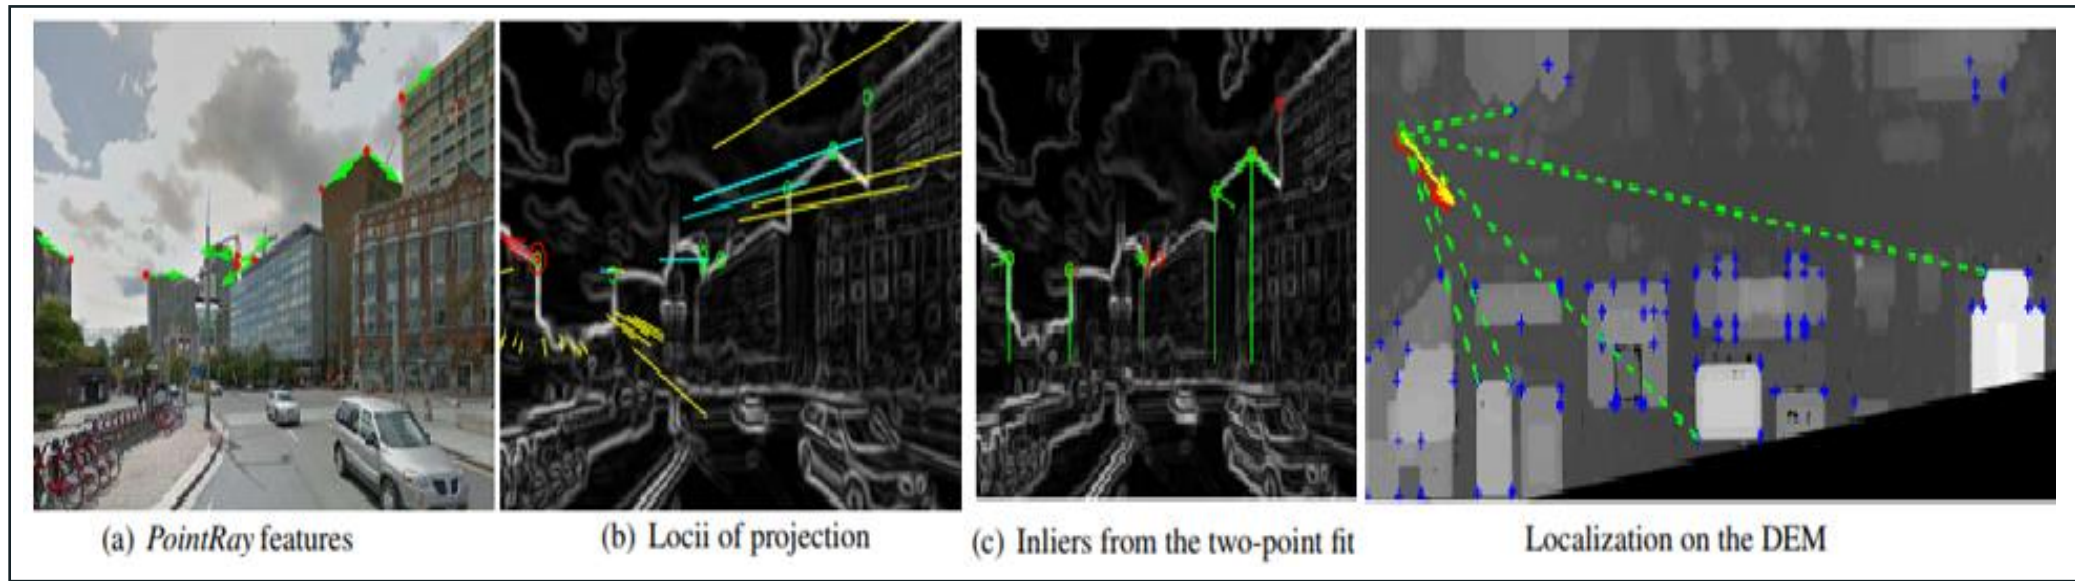 (a) PointRay features
(b) Locii of projection
(c) Inliers from the two-point fit
Localization on the DEM